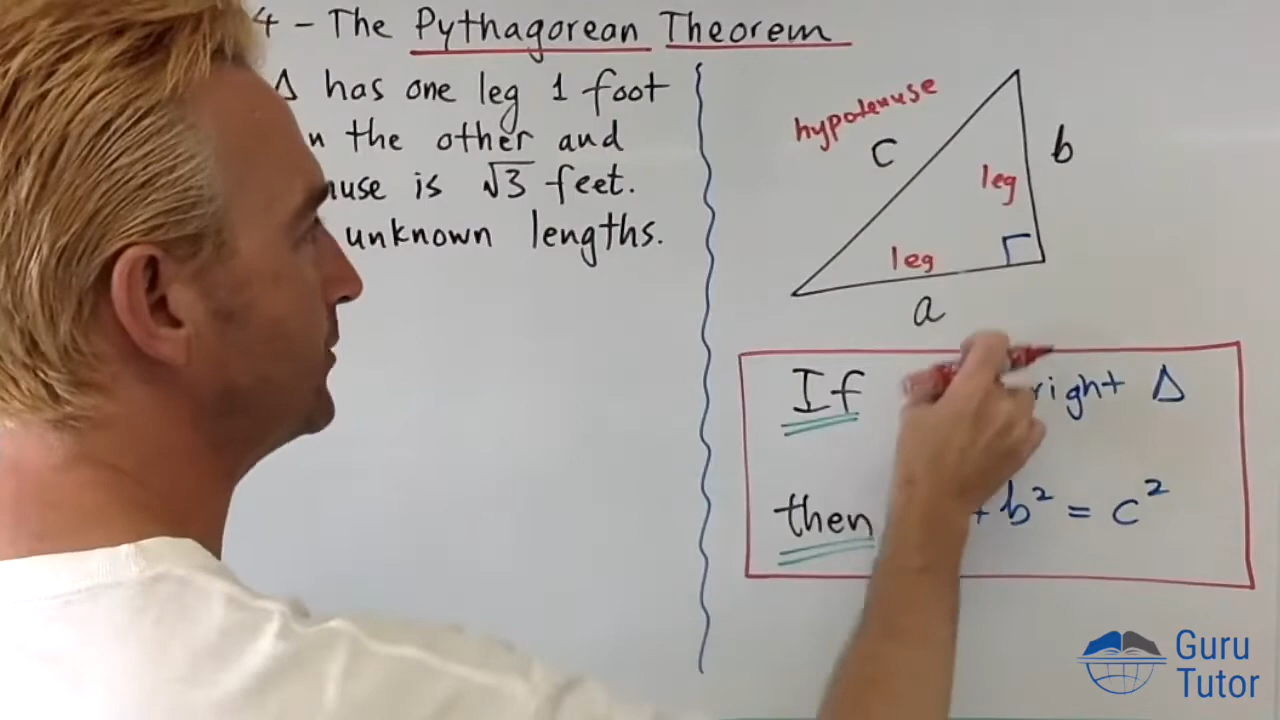 4 - The Pythagorean Theorem
Δ has one leg 1 foot
the other and
is √3 feet.
unknown lengths.
hypotenuse
c
b
leg
leg
a
If right Δ
then + b² = c²
Guru
Tutor